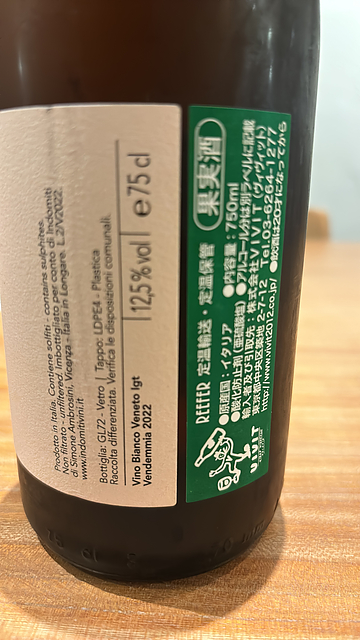 Prodotto in Italia. Contiene solfiti - contains sulphites.
Non filtrato - unfiltered. Imbottigliato per conto di Indomiti
di Simone Ambrosini, Vicenza - Italia in Longare. L.2/V2022.
www.indomitivini.it
Bottiglia: GL72 - Vetro | Tappo: LDPE4 - Plastica
Raccolta differenziata. Verifica le disposizioni comunali.
12,5% vol
e 75 cl
Vino Bianco Veneto Igt
Vendemmia 2022
果実酒
REEFER 定温輸送・定温保管
●原産国：イタリア ●内容量：750ml
●酸化防止剤(亜硫酸塩) ●アルコール分は別ラベルに記載
輸入者及び引取先：株式会社VIVIT(ヴィヴィット)
東京都中央区築地 2-7-12 Tel.03-6264-1277
http://www.vivit2012.co.jp/ ●飲酒は20才になってから
VIVIT